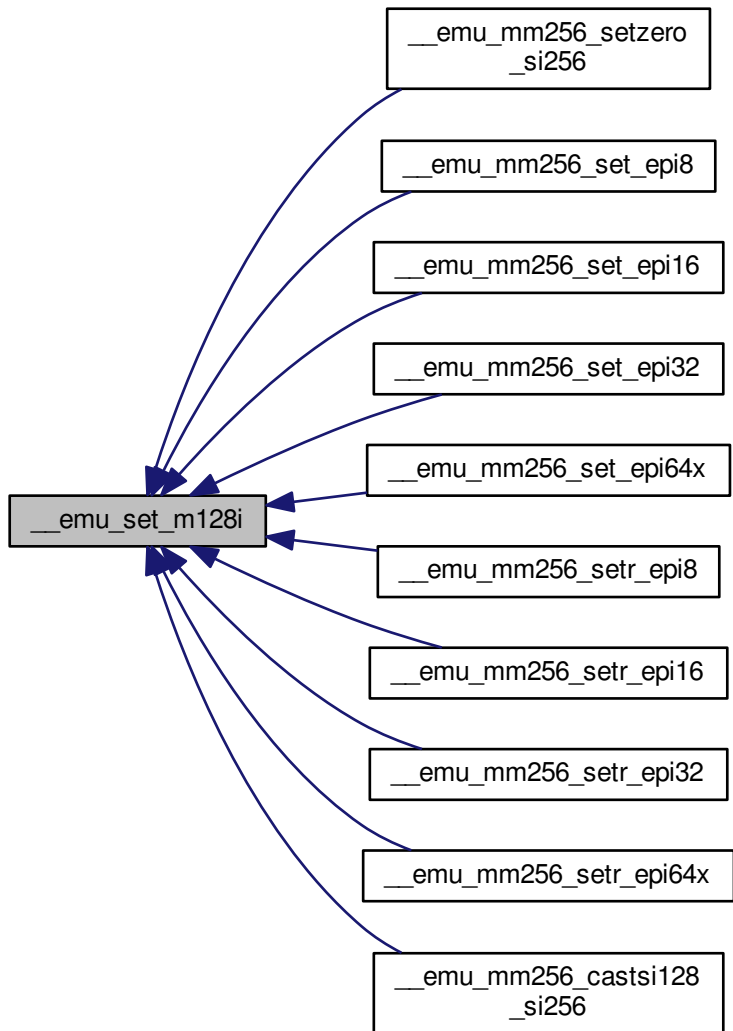 __emu_mm256_setzero
_si256
__emu_mm256_set_epi8
__emu_mm256_set_epi16
__emu_mm256_set_epi32
__emu_mm256_set_epi64x
__emu_set_m128i
__emu_mm256_setr_epi8
__emu_mm256_setr_epi16
__emu_mm256_setr_epi32
__emu_mm256_setr_epi64x
__emu_mm256_castsi128
_si256